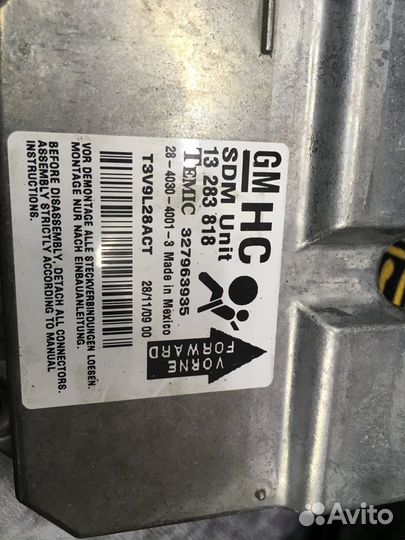 GM HC
SDM Unit
13 283 818
TEMIC 327963935
28-4030-4001-3 Made in México
T3V9L28ACT 28/11/09 00
VORNE
FORWARD
VOR DEMONTAGE ALLE STECKVERBINDUNGEN LOESEN.
MONTAGE NUR NACH EINBAUANLEITUNG.
BEFORE DISASSEMBLY, DETACH ALL CONNECTORS.
ASSEMBLY STRICTLY ACCORDING TO MANUAL
INSTRUCTIONS.
Avito